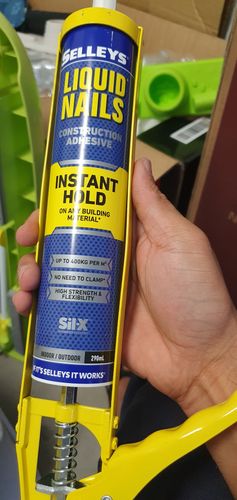 SELLEYS
LIQUID
NAILS
CONSTRUCTION
ADHESIVE
INSTANT
HOLD
ON ANY BUILDING
MATERIAL*
UP TO 400KG PER M²
NO NEED TO CLAMP*
HIGH STRENGTH &
FLEXIBILITY
Sil-X
INDOOR / OUTDOOR 290mL
IF IT'S SELLEYS IT WORKS